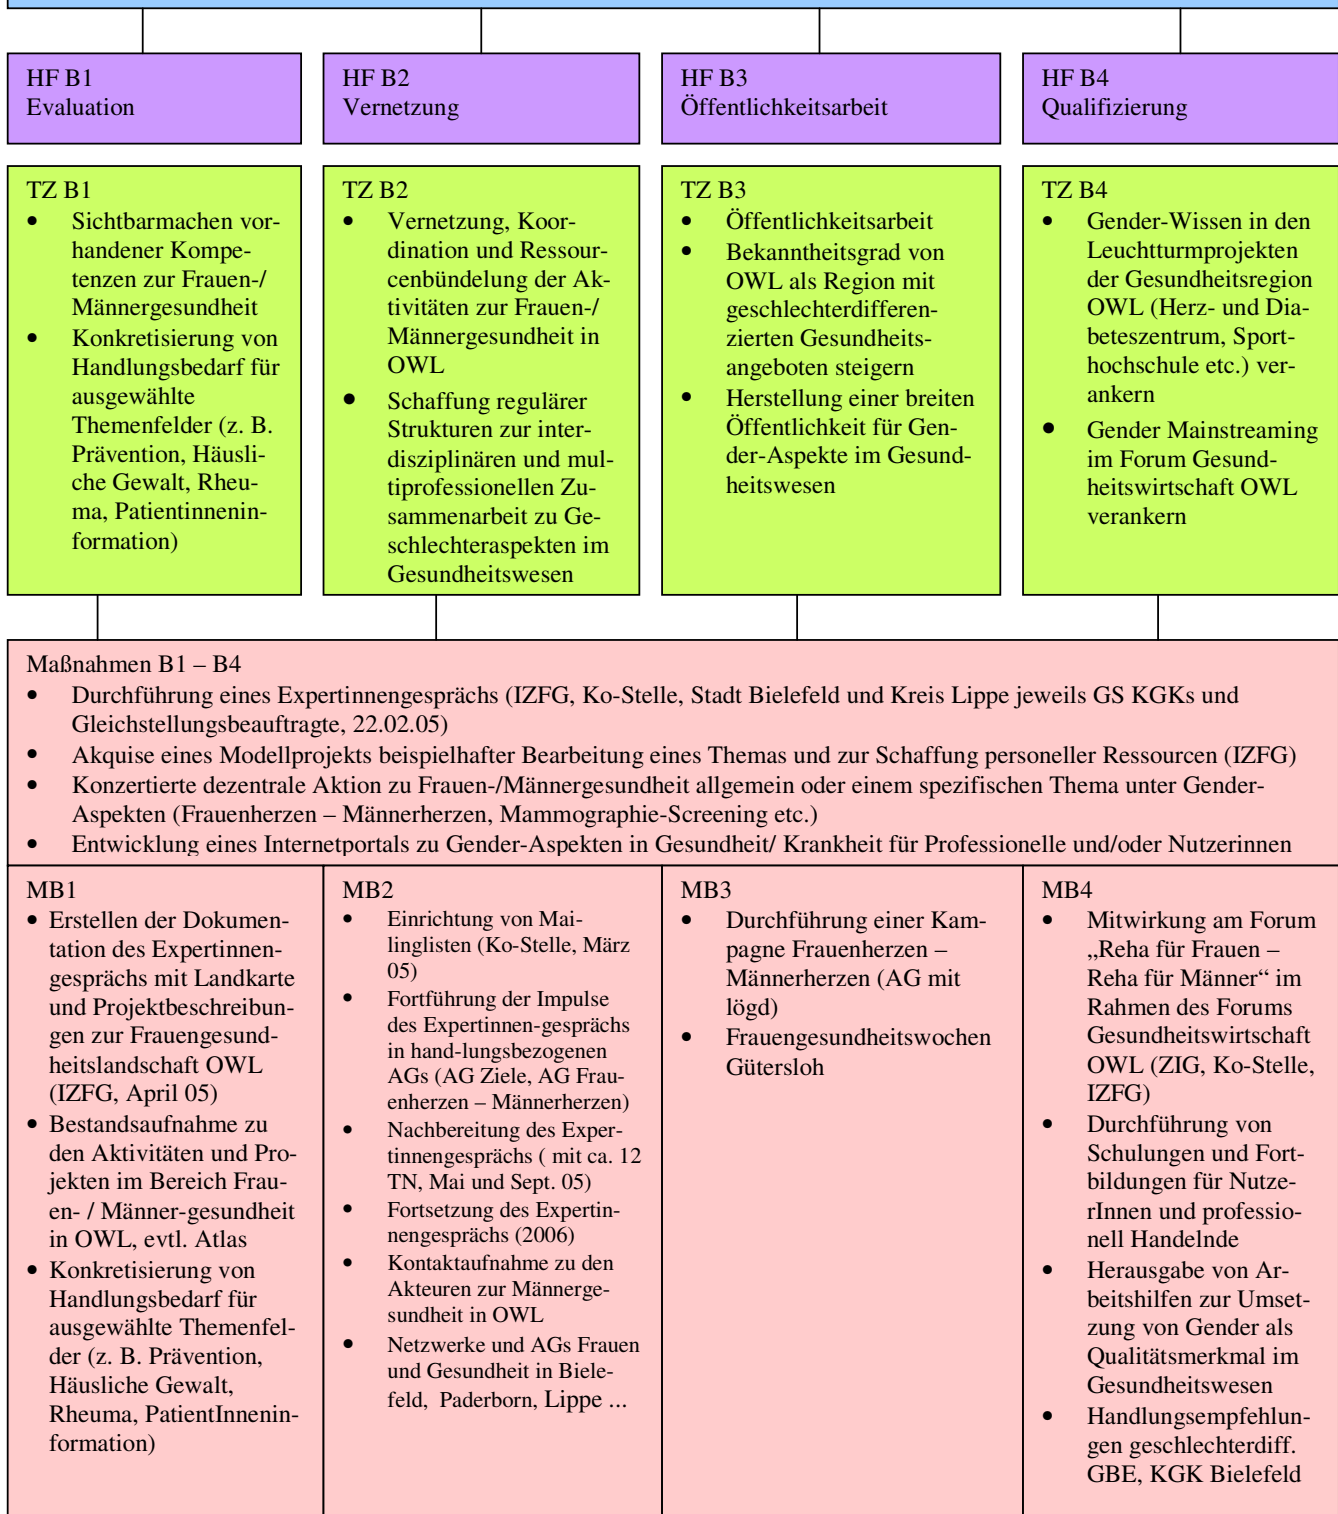 HF B1
Evaluation
HF B2
Vernetzung
HF B3
Öffentlichkeitsarbeit
HF B4
Qualifizierung
TZ B1
• Sichtbarmachen vor-
handener Kompe-
tenzen zur Frauen-/
Männergesundheit
• Konkretisierung von
Handlungsbedarf für
ausgewählte
Themenfelder (z. B.
Prävention, Häusli-
che Gewalt, Rheu-
ma, Patientinnenin-
formation)
TZ B2
• Vernetzung, Koor-
dination und Ressour-
cenbündelung der Ak-
tivitäten zur Frauen-/
Männergesundheit in
OWL
• Schaffung regulärer
Strukturen zur inter-
disziplinären und mul-
tiprofessionellen Zu-
sammenarbeit zu Ge-
schlechteraspekten im
Gesundheitswesen
TZ B3
• Öffentlichkeitsarbeit
• Bekanntheitsgrad von
OWL als Region mit
geschlechterdifferen-
zierten Gesundheits-
angeboten steigern
• Herstellung einer breiten
Öffentlichkeit für Gen-
der-Aspekte im Gesund-
heitswesen
TZ B4
• Gender-Wissen in den
Leuchtturmprojekten
der Gesundheitsregion
OWL (Herz- und Dia-
beteszentrum, Sport-
hochschule etc.) ver-
ankern
• Gender Mainstreaming
im Forum Gesund-
heitswirtschaft OWL
verankern
Maßnahmen B1 – B4
• Durchführung eines Expertinnengesprächs (IZFG, Ko-Stelle, Stadt Bielefeld und Kreis Lippe jeweils GS KGKs und
Gleichstellungsbeauftragte, 22.02.05)
• Akquise eines Modellprojekts beispielhafter Bearbeitung eines Themas und zur Schaffung personeller Ressourcen (IZFG)
• Konzertierte dezentrale Aktion zu Frauen-/Männergesundheit allgemein oder einem spezifischen Thema unter Gender-
Aspekten (Frauenherzen – Männerherzen, Mammographie-Screening etc.)
• Entwicklung eines Internetportals zu Gender-Aspekten in Gesundheit/ Krankheit für Professionelle und/oder Nutzerinnen
MB1
• Erstellen der Dokumen-
tation des Expertinnen-
gesprächs mit Landkarte
und Projektbeschreibun-
gen zur Frauengesund-
heitslandschaft OWL
(IZFG, April 05)
• Bestandsaufnahme zu
den Aktivitäten und Pro-
jekten im Bereich Frau-
en- / Männer-gesundheit
in OWL, evtl. Atlas
• Konkretisierung von
Handlungsbedarf für
ausgewählte Themenfel-
der (z. B. Prävention,
Häusliche Gewalt,
Rheuma, PatientInnenin-
formation)
MB2
• Einrichtung von Mai-
linglisten (Ko-Stelle, März
05)
• Fortführung der Impulse
des Expertinnen-gesprächs
in hand-lungsbezogenen
AGs (AG Ziele, AG Frau-
enherzen – Männerherzen)
• Nachbereitung des Exper-
tinnengesprächs ( mit ca. 12
TN, Mai und Sept. 05)
• Fortsetzung des Expertin-
nengesprächs (2006)
• Kontaktaufnahme zu den
Akteuren zur Männerge-
sundheit in OWL
• Netzwerke und AGs Frauen
und Gesundheit in Biele-
feld, Paderborn, Lippe ...
MB3
• Durchführung einer Kam-
pagne Frauenherzen –
Männerherzen (AG mit
lögd)
• Frauengesundheitswochen
Gütersloh
MB4
• Mitwirkung am Forum
„Reha für Frauen –
Reha für Männer“ im
Rahmen des Forums
Gesundheitswirtschaft
OWL (ZIG, Ko-Stelle,
IZFG)
• Durchführung von
Schulungen und Fort-
bildungen für Nutze-
rInnen und professio-
nell Handelnde
• Herausgabe von Ar-
beitshilfen zur Umset-
zung von Gender als
Qualitätsmerkmal im
Gesundheitswesen
• Handlungsempfehlun-
gen geschlechterdiff.
GBE, KGK Bielefeld